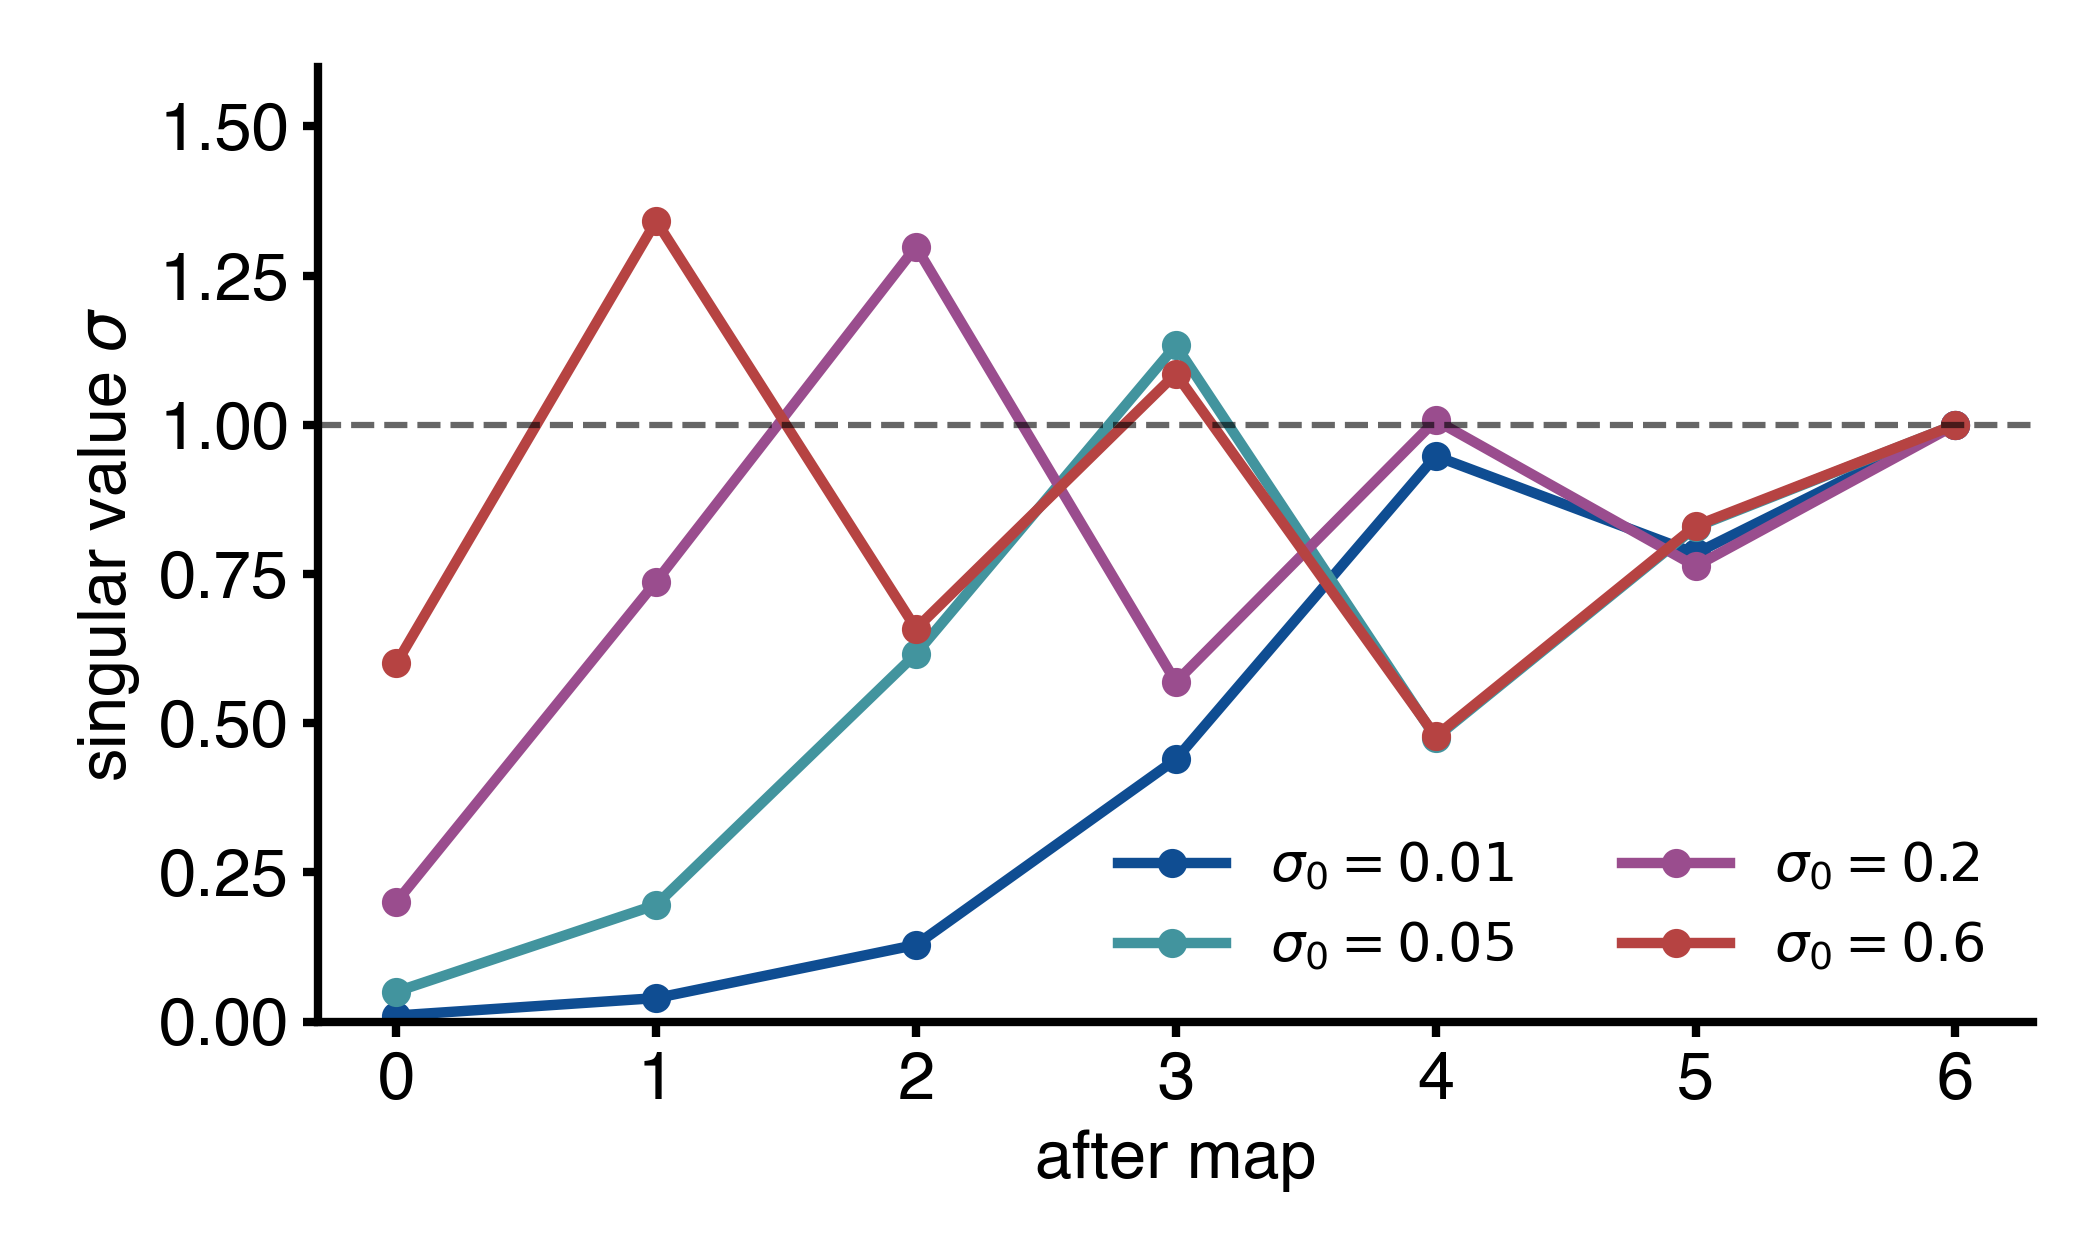 1.50
1.25
1.00
0.75
0.50
0.25
0.00
singular value σ
σ₀ = 0.01
σ₀ = 0.05
σ₀ = 0.2
σ₀ = 0.6
0 1 2 3 4 5 6
after map